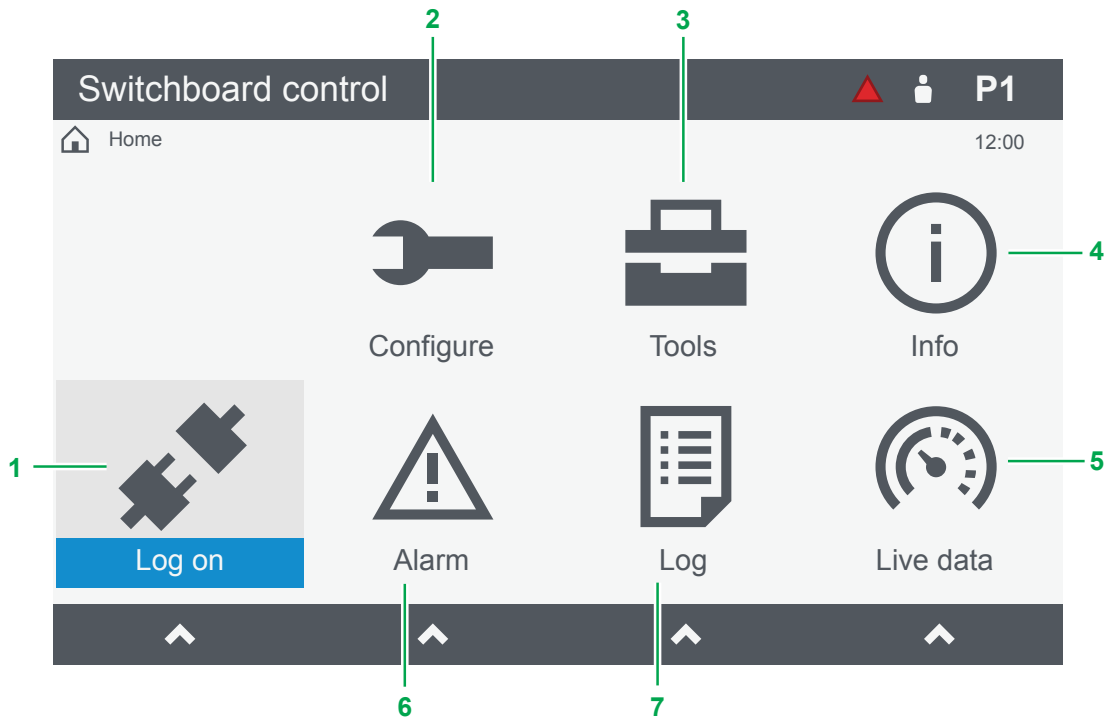 2 3
Switchboard control P1
Home 12:00
4
Configure Tools Info
1 5
Log on Alarm Log Live data
6 7